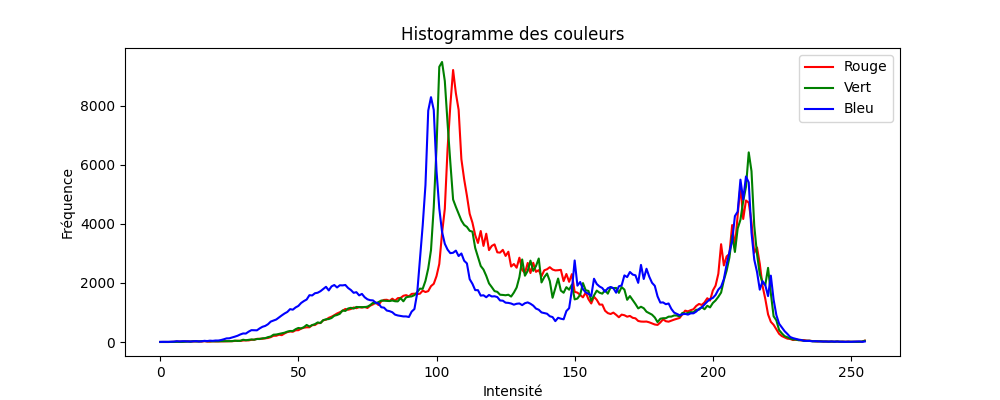 Histogramme des couleurs
Rouge
Vert
Bleu
Fréquence
8000
6000
4000
2000
0
0 50 100 150 200 250
Intensité